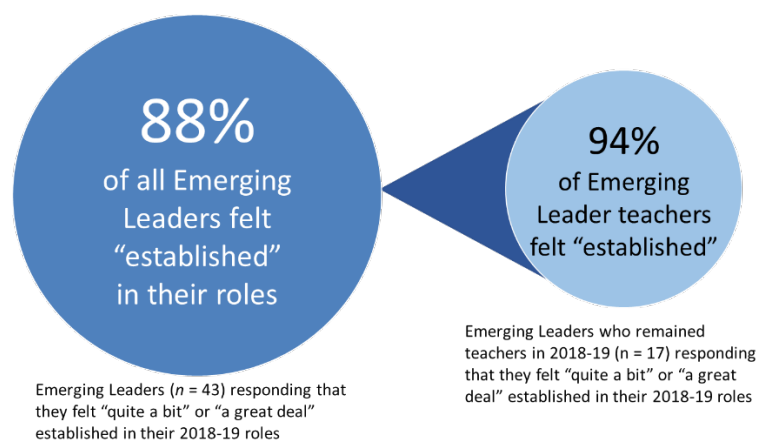 88%
of all Emerging
Leaders felt
“established”
in their roles
Emerging Leaders (n = 43) responding that
they felt “quite a bit” or “a great deal”
established in their 2018-19 roles
94%
of Emerging
Leader teachers
felt “established”
Emerging Leaders who remained
teachers in 2018-19 (n = 17) responding
that they felt “quite a bit” or “a great
deal” established in their 2018-19 roles